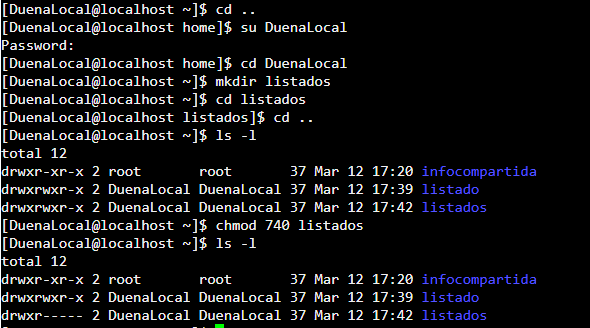 [DuenaLocal@localhost ~]$ cd ..
[DuenaLocal@localhost home]$ su DuenaLocal
Password:
[DuenaLocal@localhost home]$ cd DuenaLocal
[DuenaLocal@localhost ~]$ mkdir listados
[DuenaLocal@localhost ~]$ cd listados
[DuenaLocal@localhost listados]$ cd ..
[DuenaLocal@localhost ~]$ ls -l
total 12
drwxr-xr-x 2 root       root       37 Mar 12 17:20 infocompartida
drwxrwxr-x 2 DuenaLocal DuenaLocal 37 Mar 12 17:39 listado
drwxrwxr-x 2 DuenaLocal DuenaLocal 37 Mar 12 17:42 listados
[DuenaLocal@localhost ~]$ chmod 740 listados
[DuenaLocal@localhost ~]$ ls -l
total 12
drwxr-xr-x 2 root       root       37 Mar 12 17:20 infocompartida
drwxrwxr-x 2 DuenaLocal DuenaLocal 37 Mar 12 17:39 listado
drwxr----- 2 DuenaLocal DuenaLocal 37 Mar 12 17:42 listados